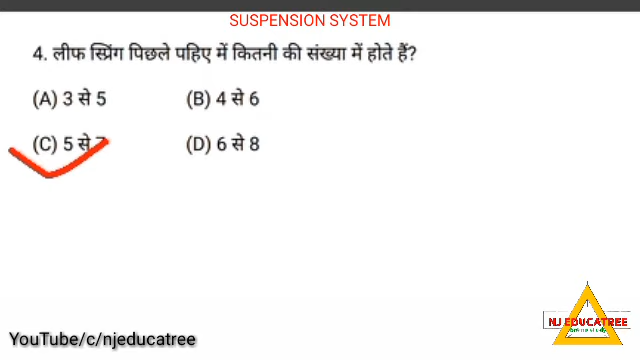 SUSPENSION SYSTEM
4. लीफ स्प्रिंग पिछले पहिए में कितनी की संख्या में होते हैं?
(A) 3 से 5 (B) 4 से 6
(C) 5 से 7 (D) 6 से 8
NJ EDUCATREE
YouTube/c/njeducatree